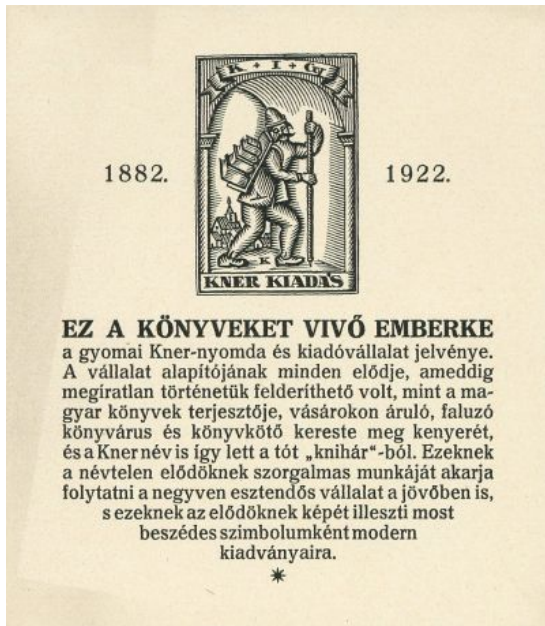 K + I + Gy
1882.
1922.
K
KNER KIADÁS
EZ A KÖNYVEKET VIVŐ EMBERKE
a gyomai Kner-nyomda és kiadóvállalat jelvénye.
A vállalat alapítójának minden elődje, ameddig
megíratlan történetük felderíthető volt, mint a ma-
gyar könyvek terjesztője, vásárokon áruló, faluzó
könyvárus és könyvkötő kereste meg kenyerét,
és a Kner név is így lett a tót „knihár“-ból. Ezeknek
a névtelen elődöknek szorgalmas munkáját akarja
folytatni a negyven esztendős vállalat a jövőben is,
s ezeknek az elődöknek képét illeszti most
beszédes szimbolumként modern
kiadványaira.